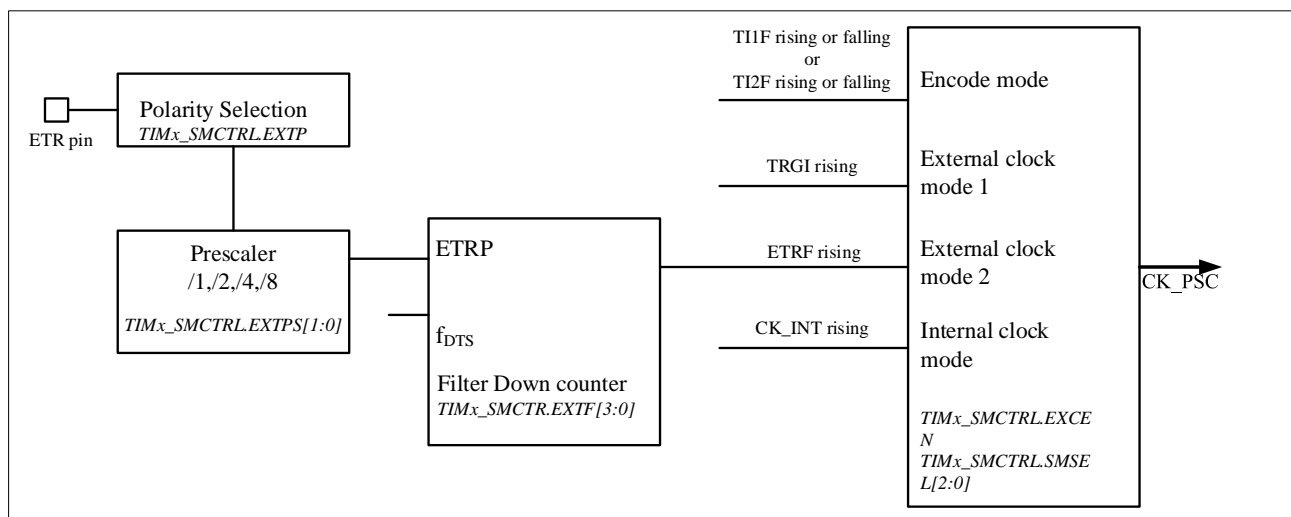 ETR pin
Polarity Selection
TIMx_SMCTRL.EXTP
Prescaler
/1,/2,/4,/8
TIMx_SMCTRL.EXTPS[1:0]
ETRP
fDTS
Filter Down counter
TIMx_SMCTR.EXTF[3:0]
TI1F rising or falling
or
TI2F rising or falling
TRGI rising
ETRF rising
CK_INT rising
Encode mode
External clock
mode 1
External clock
mode 2
Internal clock
mode
TIMx_SMCTRL.EXCE
N
TIMx_SMCTRL.SMSE
L[2:0]
CK_PSC